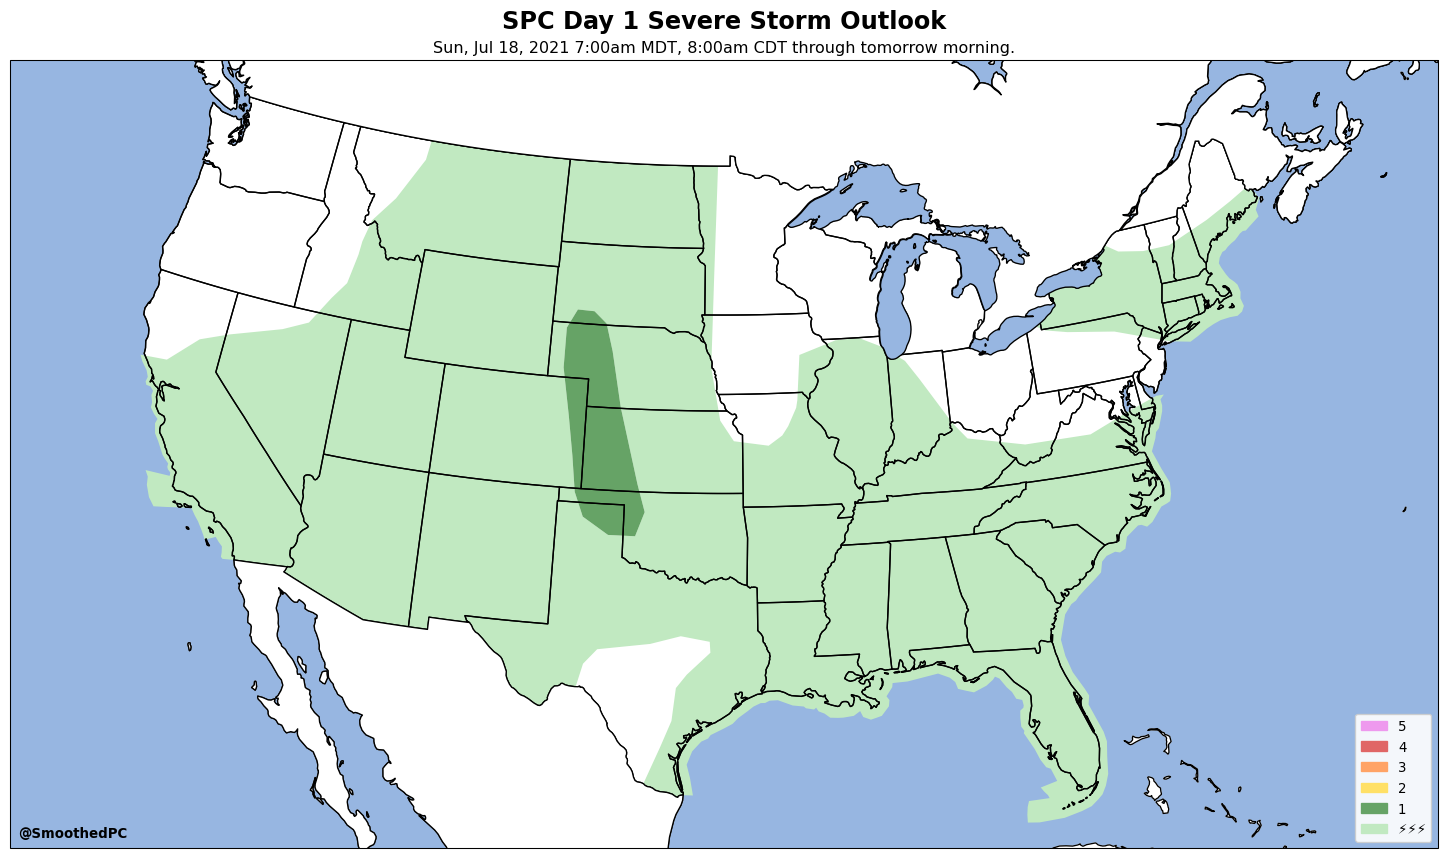 SPC Day 1 Severe Storm Outlook
Sun, Jul 18, 2021 7:00am MDT, 8:00am CDT through tomorrow morning.
5
4
3
2
1
⚡⚡⚡
@SmoothedPC